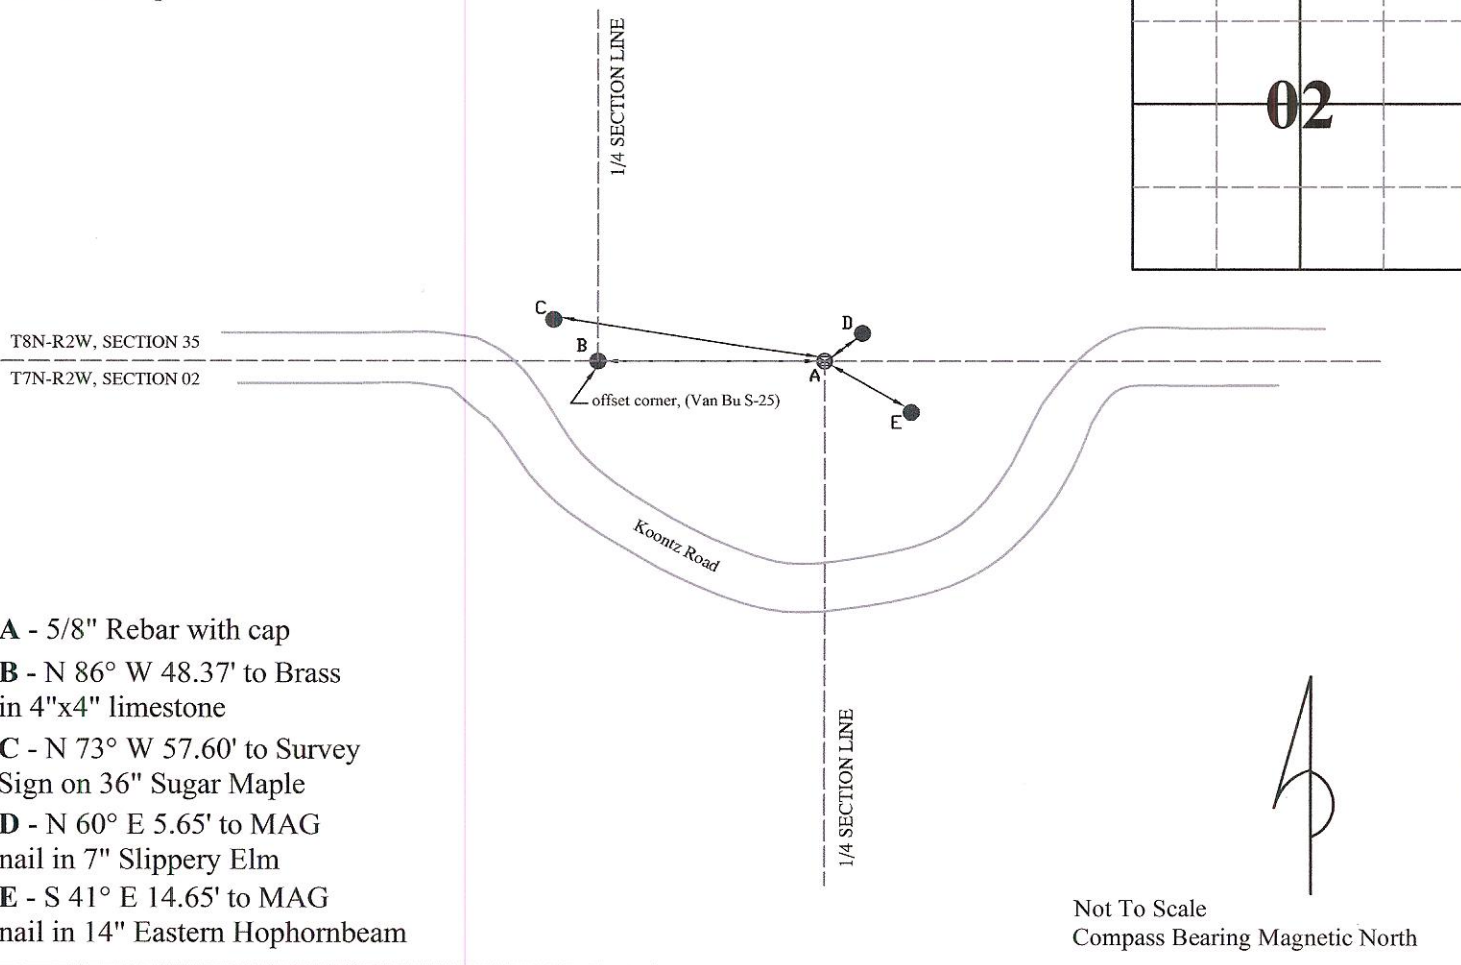 1/4 SECTION LINE
02
C
D
B
A
E
T8N-R2W, SECTION 35
T7N-R2W, SECTION 02
offset corner, (Van Bu S-25)
Koontz Road
1/4 SECTION LINE
A - 5/8" Rebar with cap
B - N 86° W 48.37' to Brass
in 4"x4" limestone
C - N 73° W 57.60' to Survey
Sign on 36" Sugar Maple
D - N 60° E 5.65' to MAG
nail in 7" Slippery Elm
E - S 41° E 14.65' to MAG
nail in 14" Eastern Hophornbeam
Not To Scale
Compass Bearing Magnetic North